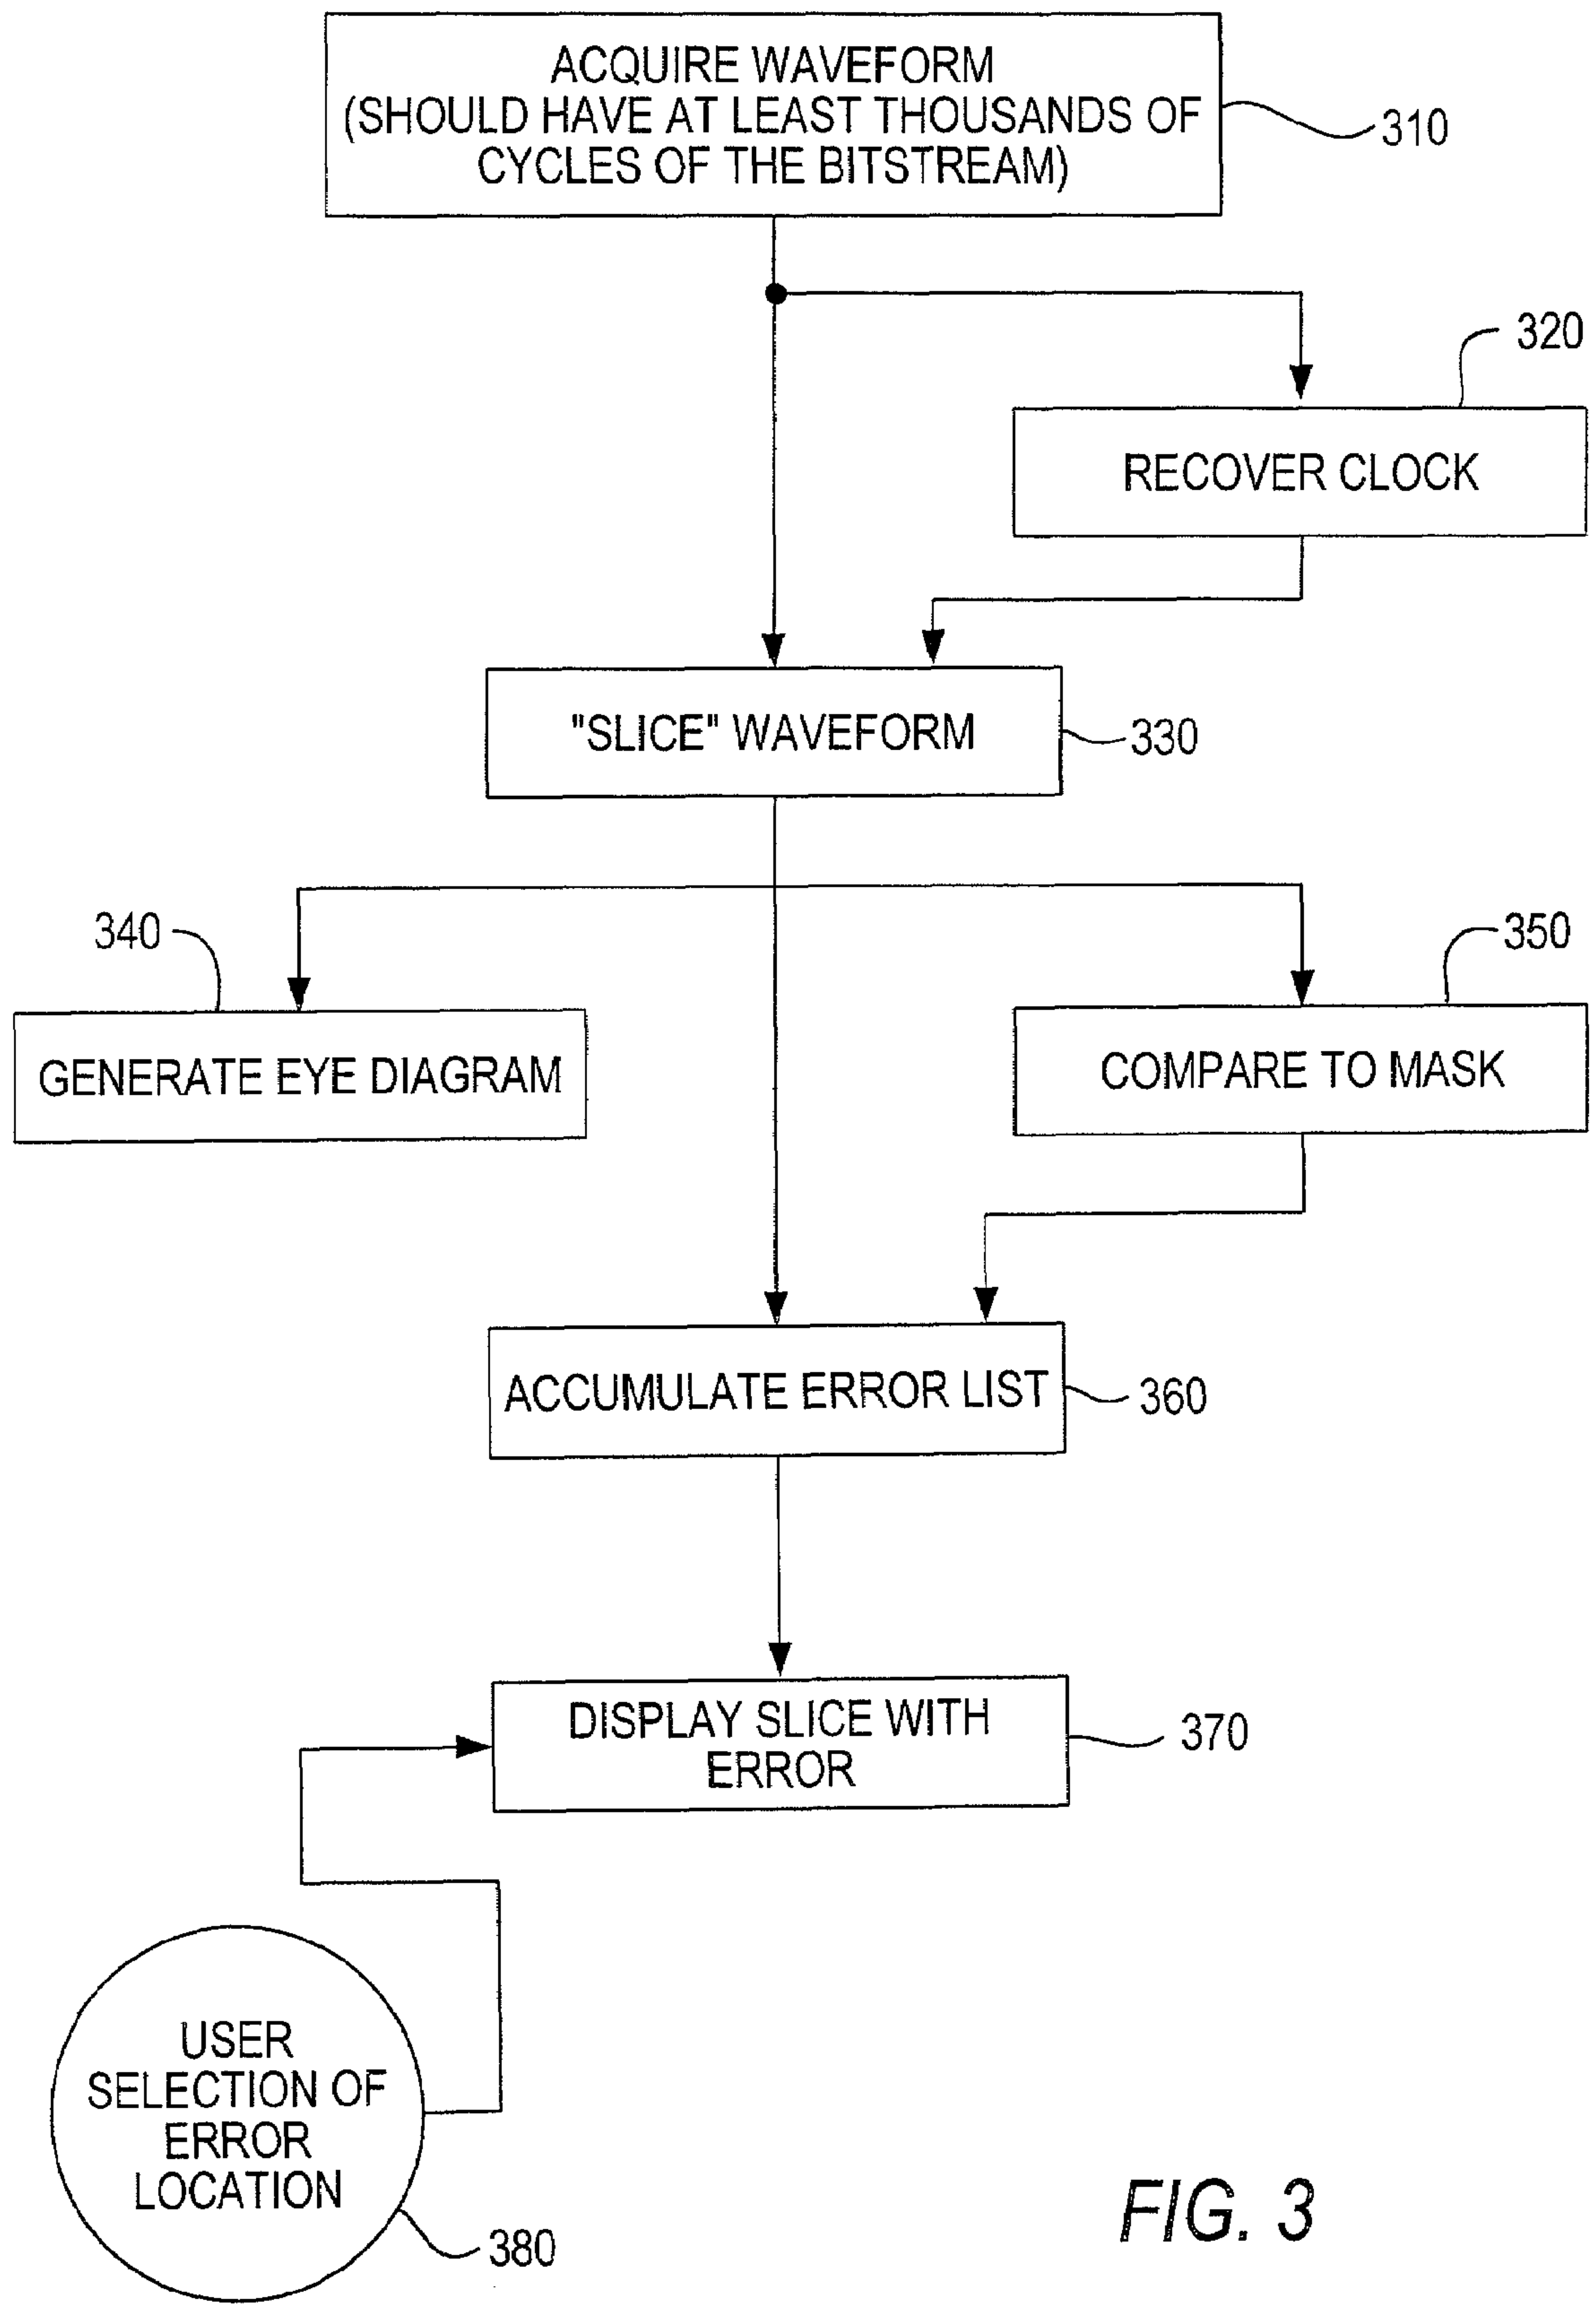 ACQUIRE WAVEFORM
(SHOULD HAVE AT LEAST THOUSANDS OF
CYCLES OF THE BITSTREAM)
310
320
RECOVER CLOCK
"SLICE" WAVEFORM
330
340
350
GENERATE EYE DIAGRAM
COMPARE TO MASK
ACCUMULATE ERROR LIST
360
DISPLAY SLICE WITH
ERROR
370
USER
SELECTION OF
ERROR
LOCATION
380
FIG. 3